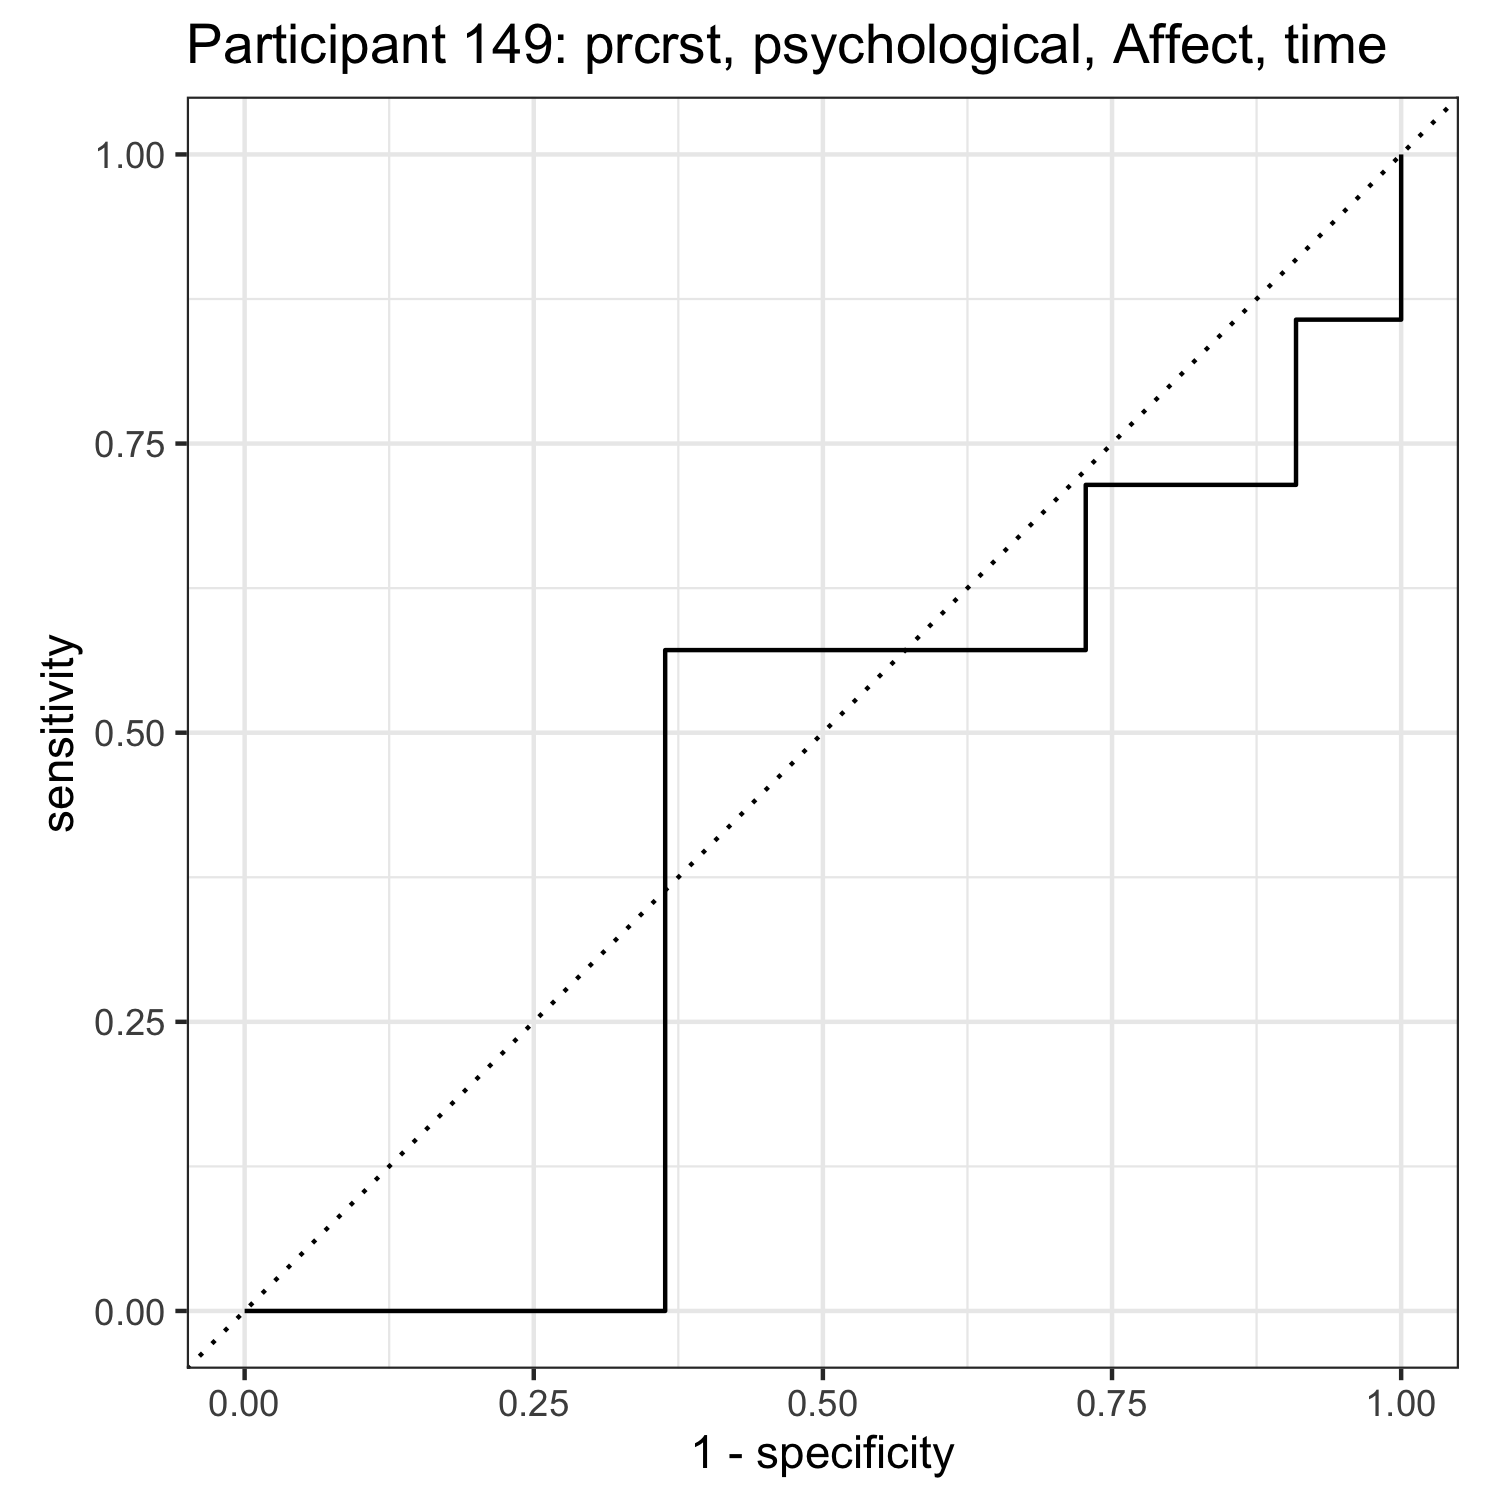 Participant 149: prcrst, psychological, Affect, time
1.00
0.75
0.50
0.25
0.00
sensitivity
0.00 0.25 0.50 0.75 1.00
1 - specificity